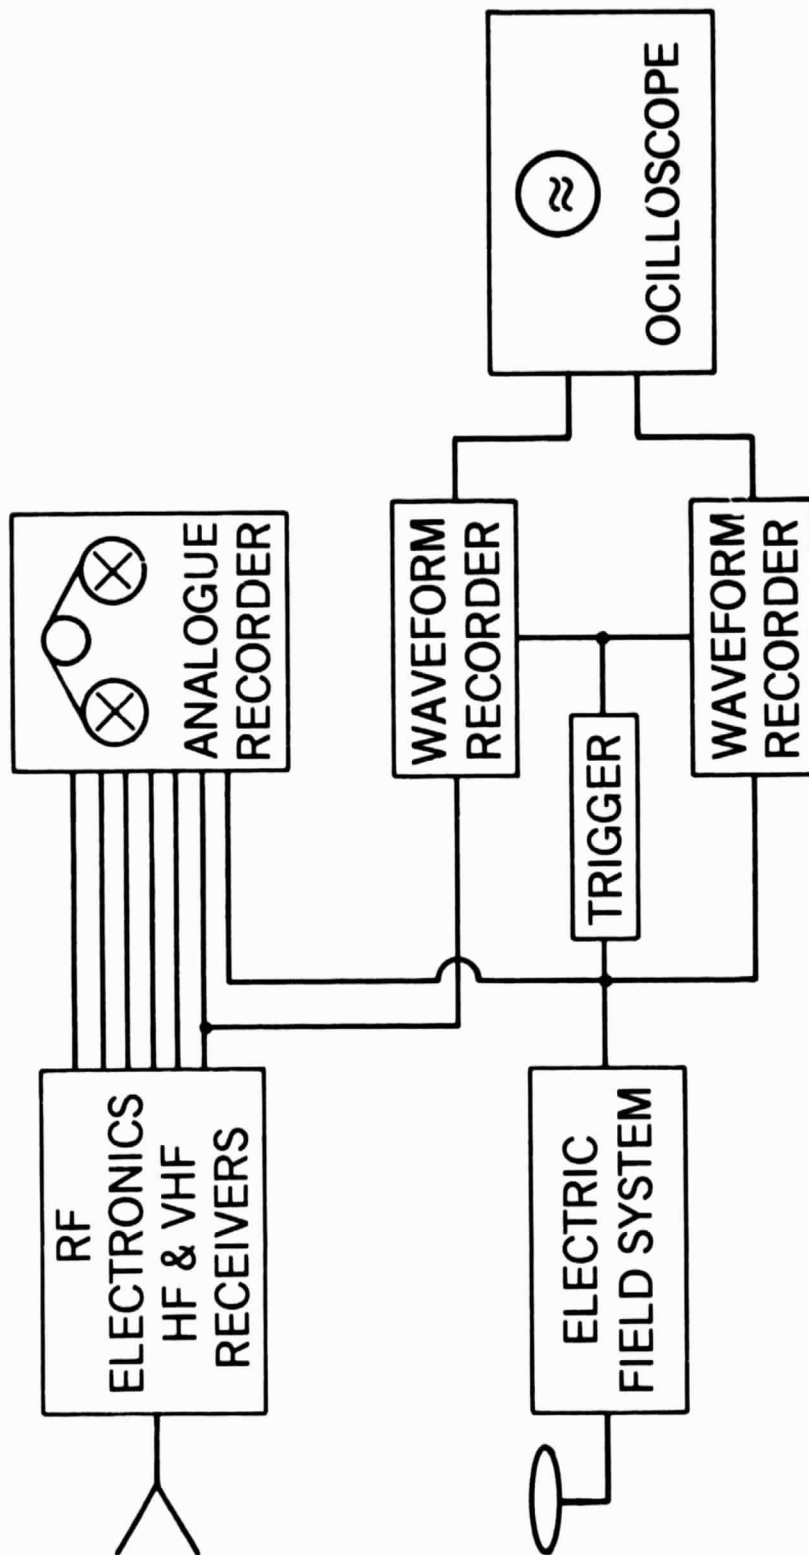 RF
ELECTRONICS
HF & VHF
RECEIVERS
ANALOGUE
RECORDER
ELECTRIC
FIELD SYSTEM
TRIGGER
WAVEFORM
RECORDER
WAVEFORM
RECORDER
OCILLOSCOPE